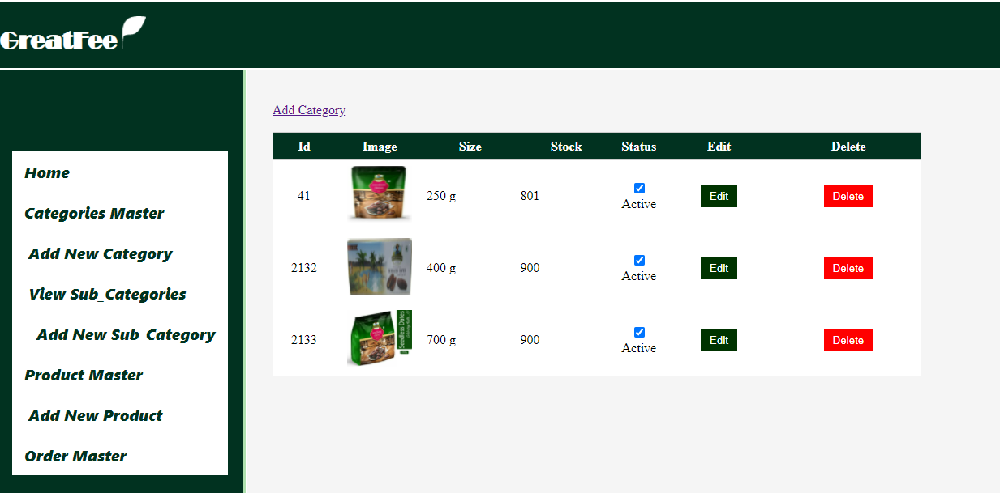 GreatFee
Home
Categories Master
Add New Category
View Sub_Categories
Add New Sub_Category
Product Master
Add New Product
Order Master
Add Category
Id Image Size Stock Status Edit Delete
41 250 g 801 Active Edit Delete
2132 400 g 900 Active Edit Delete
2133 Seedless Dates 700 g 900 Active Edit Delete